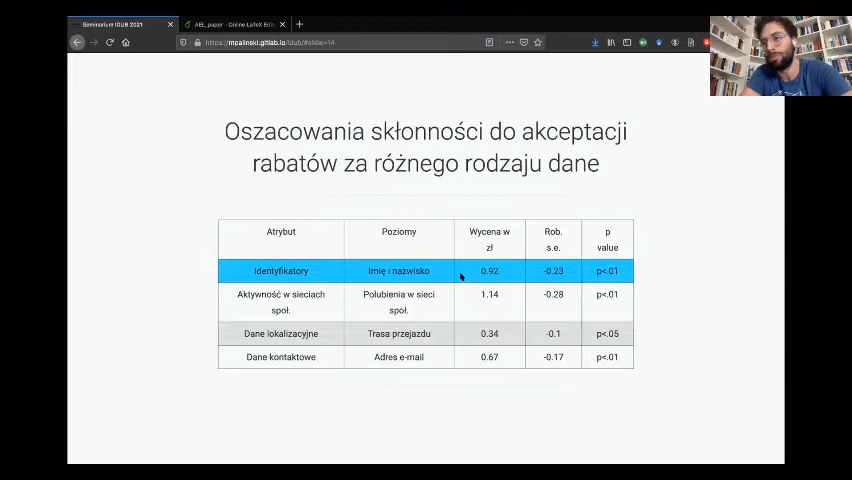 Seminarium IDUB 2021
AEL_paper - Online LaTeX Edit
https://mpalinski.gitlab.io/idub/#slide=14
Oszacowania skłonności do akceptacji
rabatów za różnego rodzaju dane
Atrybut Poziomy Wycena w zł Rob. s.e. p value
Identyfikatory Imię i nazwisko 0.92 -0.23 p<.01
Aktywność w sieciach społ. Polubienia w sieci społ. 1.14 -0.28 p<.01
Dane lokalizacyjne Trasa przejazdu 0.34 -0.1 p<.05
Dane kontaktowe Adres e-mail 0.67 -0.17 p<.01